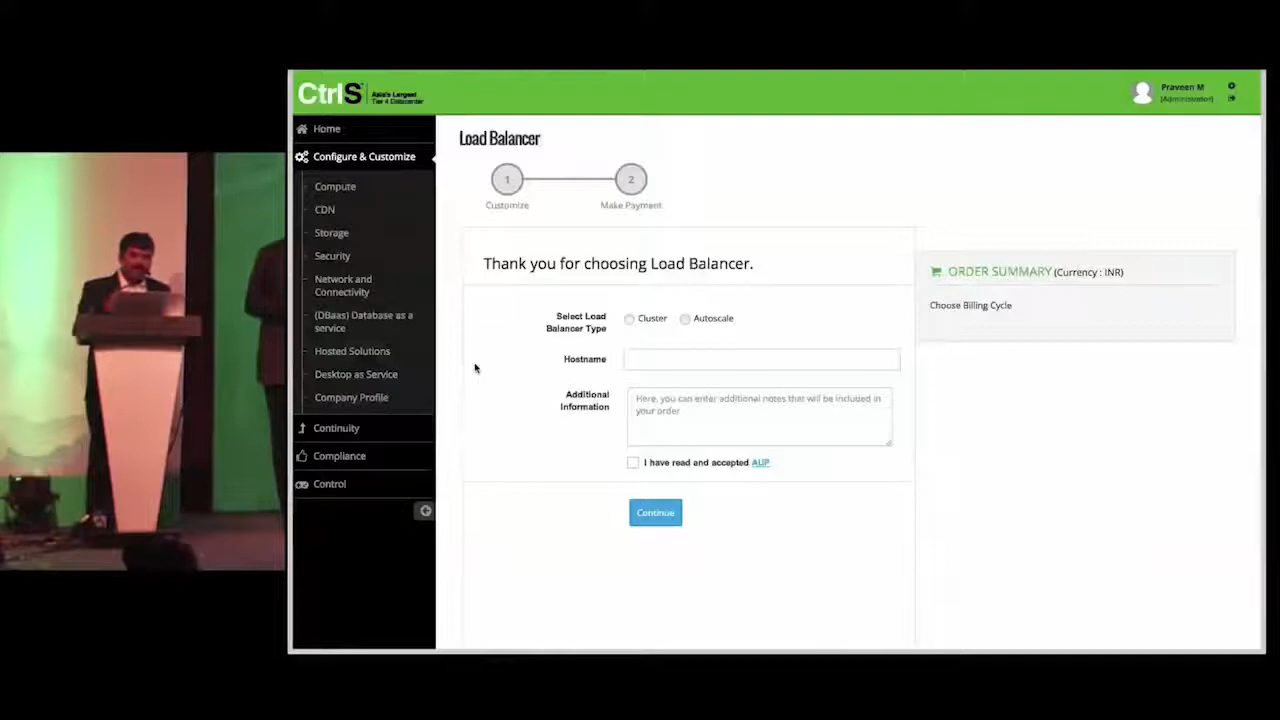 CtrlS
Asia's Largest
Tier 4 Datacenter
Praveen M
[Administrator]
Home
Configure & Customize
Compute
CDN
Storage
Security
Network and
Connectivity
(DBaas) Database as a
service
Hosted Solutions
Desktop as Service
Company Profile
Continuity
Compliance
Control
Load Balancer
1
2
Customize
Make Payment
Thank you for choosing Load Balancer.
Select Load
Balancer Type
Cluster
Autoscale
Hostname
Additional
Information
Here, you can enter additional notes that will be included in
your order
I have read and accepted AUP
Continue
ORDER SUMMARY (Currency : INR)
Choose Billing Cycle